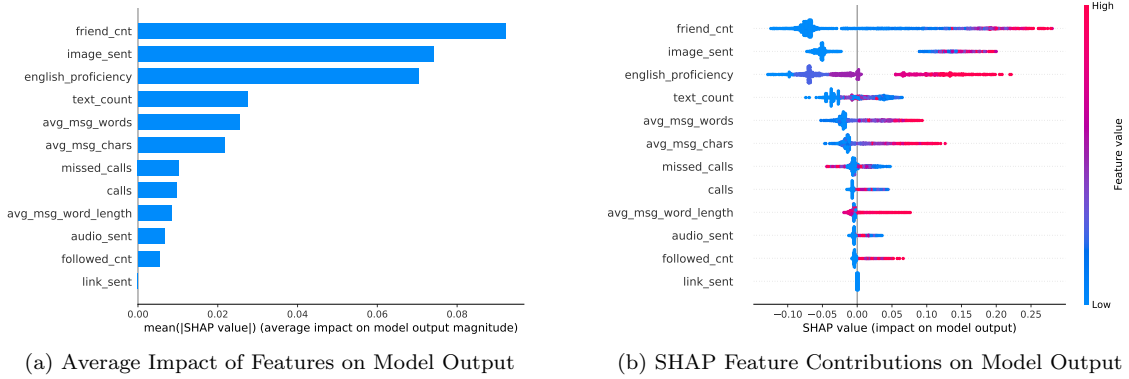 friend_cnt
image_sent
english_proficiency
text_count
avg_msg_words
avg_msg_chars
missed_calls
calls
avg_msg_word_length
audio_sent
followed_cnt
link_sent
0.00 0.02 0.04 0.06 0.08
mean(|SHAP value|) (average impact on model output magnitude)
(a) Average Impact of Features on Model Output
High
friend_cnt
image_sent
english_proficiency
text_count
avg_msg_words
avg_msg_chars
missed_calls
calls
avg_msg_word_length
audio_sent
followed_cnt
link_sent
Low
Feature value
−0.10 −0.05 0.00 0.05 0.10 0.15 0.20 0.25
SHAP value (impact on model output)
(b) SHAP Feature Contributions on Model Output